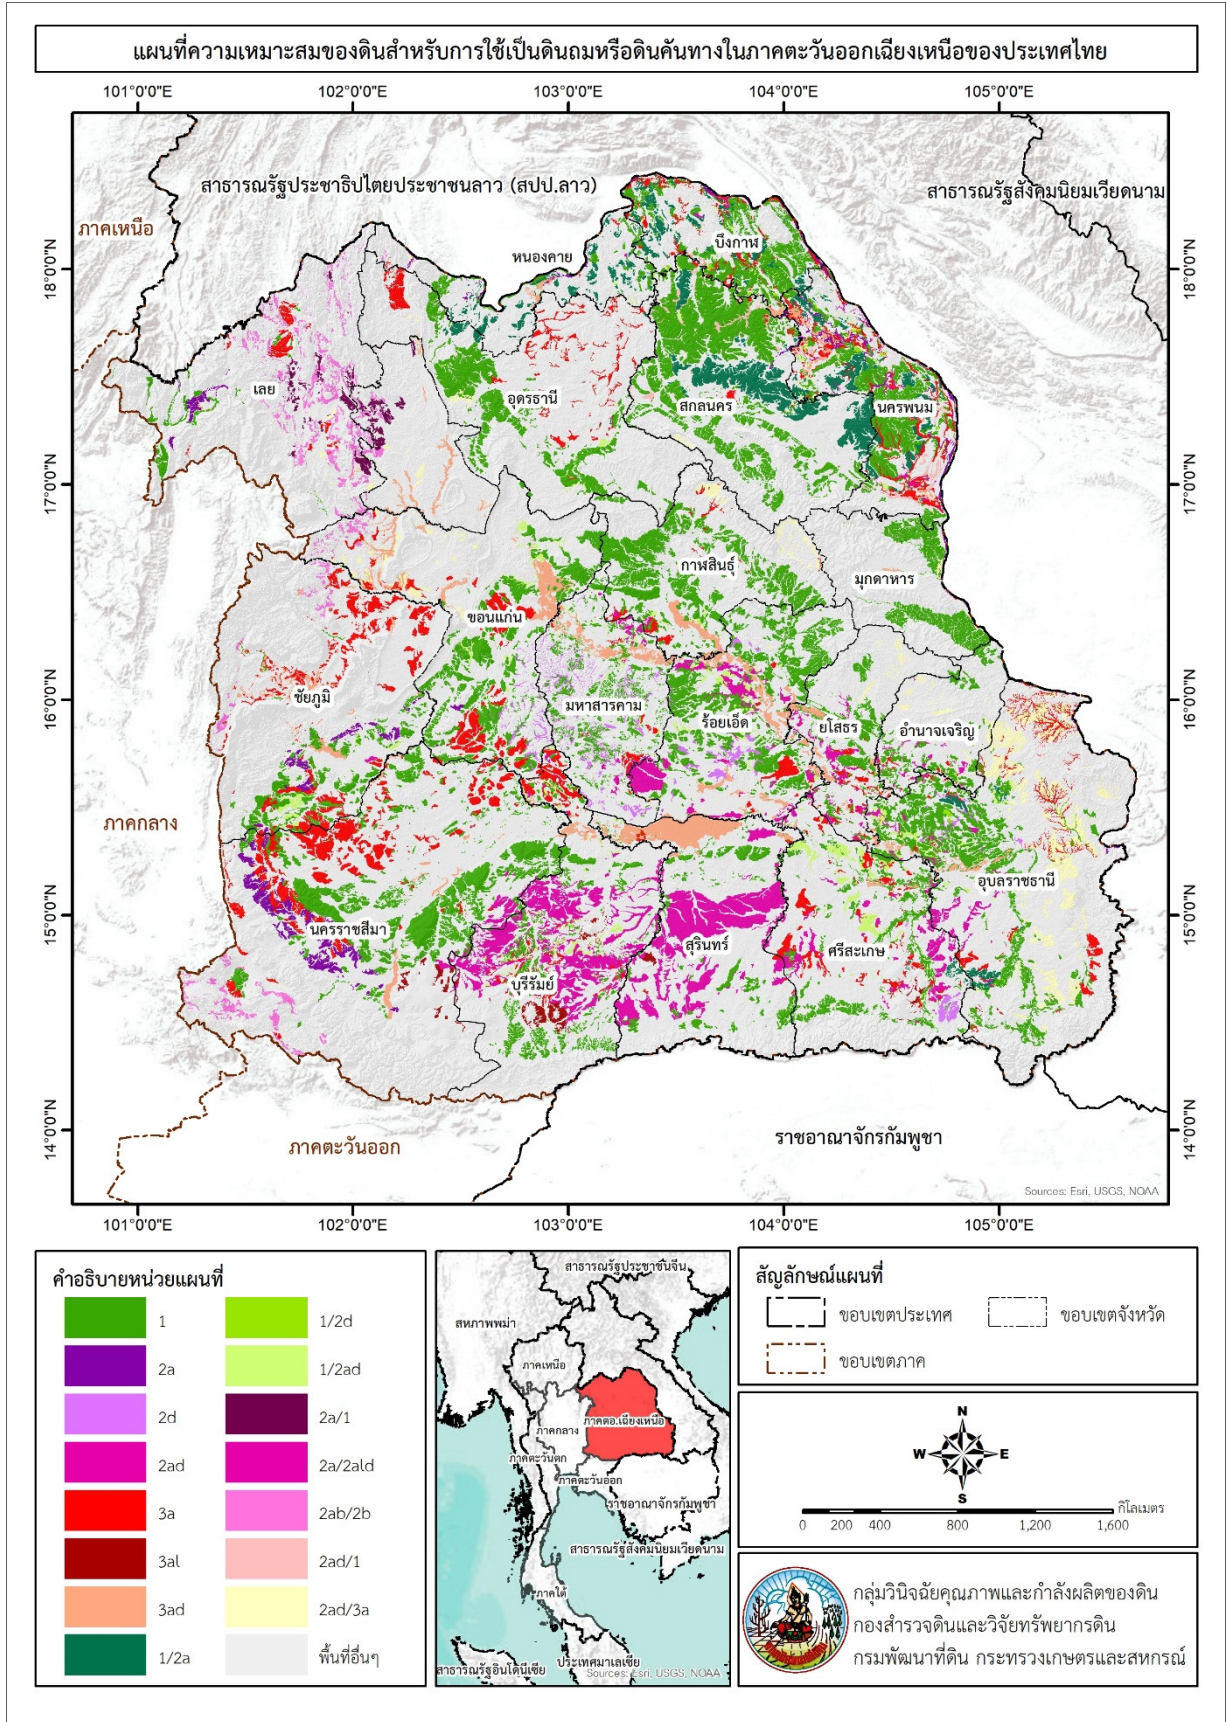 แผนที่ความเหมาะสมของดินสำหรับการใช้เป็นดินถมหรือดินคันทางในภาคตะวันออกเฉียงเหนือของประเทศไทย
101°0'0"E 102°0'0"E 103°0'0"E 104°0'0"E 105°0'0"E
สาธารณรัฐประชาธิปไตยประชาชนลาว (สปป.ลาว)
สาธารณรัฐสังคมนิยมเวียดนาม
ภาคเหนือ
บึงกาฬ
หนองคาย
18°0'0"N 18°0'0"N
เลย
อุดรธานี
สกลนคร
นครพนม
17°0'0"N 17°0'0"N
กาฬสินธุ์
มุกดาหาร
ขอนแก่น
ชัยภูมิ
มหาสารคาม
ร้อยเอ็ด
ยโสธร
อำนาจเจริญ
16°0'0"N 16°0'0"N
ภาคกลาง
อุบลราชธานี
นครราชสีมา
สุรินทร์
ศรีสะเกษ
บุรีรัมย์
15°0'0"N 15°0'0"N
ภาคตะวันออก
ราชอาณาจักรกัมพูชา
14°0'0"N 14°0'0"N
Sources: Esri, USGS, NOAA
101°0'0"E 102°0'0"E 103°0'0"E 104°0'0"E 105°0'0"E
คำอธิบายหน่วยแผนที่
1 1/2d
2a 1/2ad
2d 2a/1
2ad 2a/2ald
3a 2ab/2b
3al 2ad/1
3ad 2ad/3a
1/2a พื้นที่อื่นๆ
สาธารณรัฐประชาชนจีน
สหภาพพม่า
ภาคเหนือ
ภาคตอ.เฉียงเหนือ
ภาคกลาง
ภาคตะวันตก
ภาคตะวันออก
ราชอาณาจักรกัมพูชา
สาธารณรัฐสังคมนิยมเวียดนาม
ภาคใต้
ประเทศมาเลเซีย
สาธารณรัฐอินโดนีเซีย
Sources: Esri, USGS, NOAA
สัญลักษณ์แผนที่
ขอบเขตประเทศ ขอบเขตจังหวัด
ขอบเขตภาค
N
W E
S
กิโลเมตร
0 200 400 800 1,200 1,600
กลุ่มวินิจฉัยคุณภาพและกำลังผลิตของดิน
กองสำรวจดินและวิจัยทรัพยากรดิน
กรมพัฒนาที่ดิน กระทรวงเกษตรและสหกรณ์